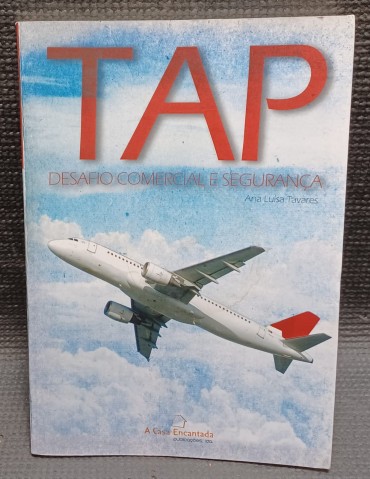 TAP
DESAFIO COMERCIAL E SEGURANÇA
Ana Luísa Tavares
A Casa Encantada